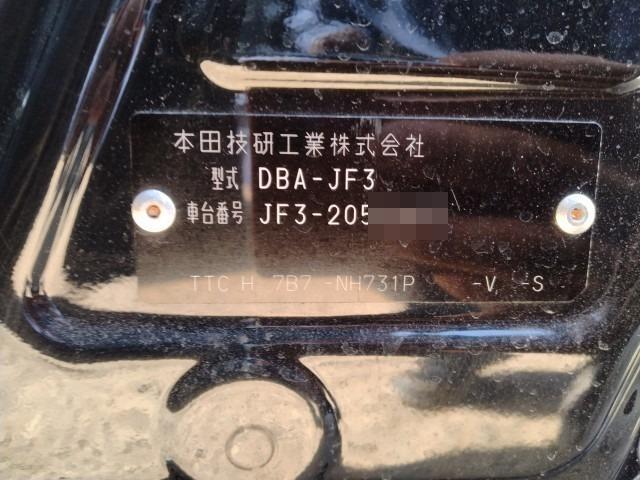 本田技研工業株式会社
型式 DBA-JF3
車台番号 JF3-205
TTC H 7B7 -NH731P -V -S